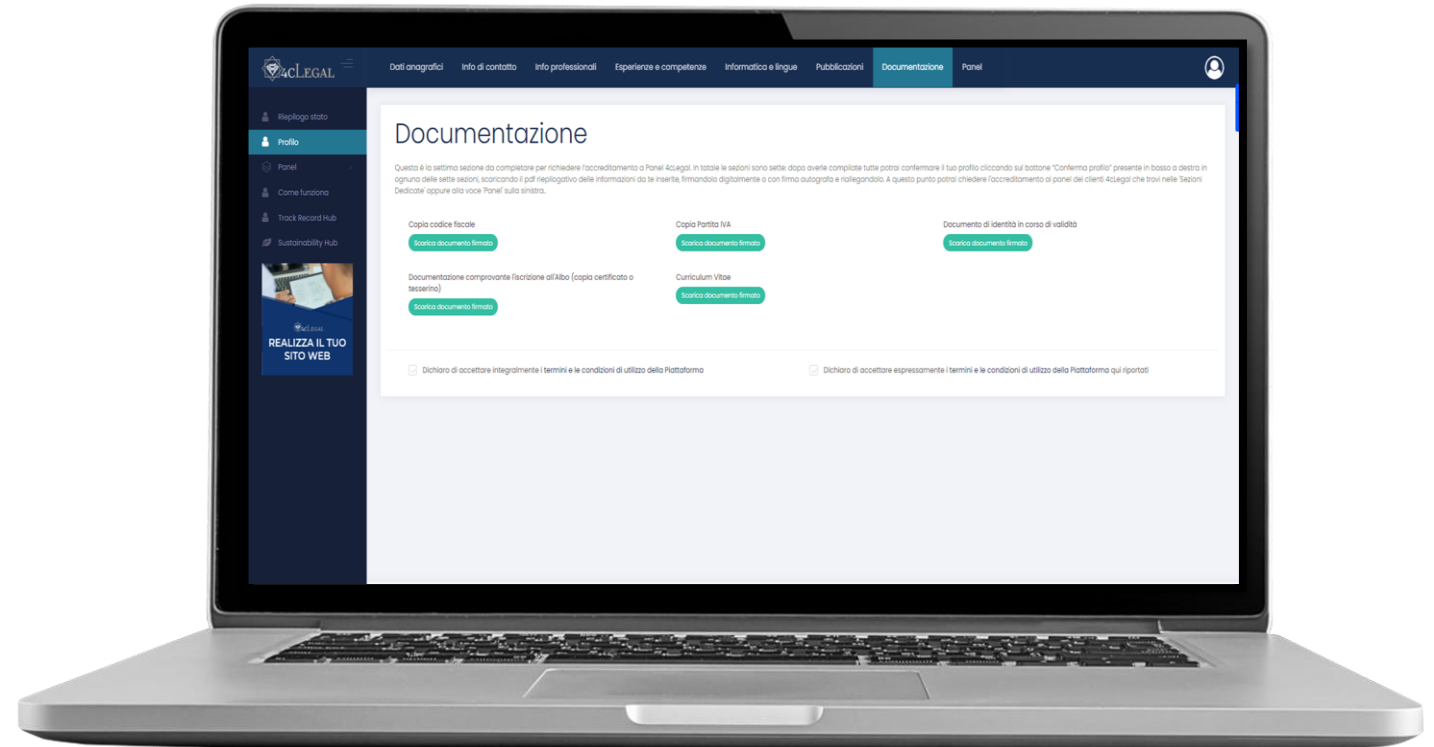 4cLEGAL
Dati anagrafici Info di contatto Info professionali Esperienze e competenze Informatica e lingue Pubblicazioni Documentazione Panel
Riepilogo stato
Profilo
Panel
Come funziona
Track Record Hub
Sustainability Hub
4cLEGAL
REALIZZA IL TUO
SITO WEB
Documentazione
Questa è la settima sezione da completare per richiedere l'accreditamento a Panel 4cLegal. In totale le sezioni sono sette: dopo averle compilate tutte potrai confermare il tuo profilo cliccando sul bottone "Conferma profilo" presente in basso a destra in
ognuna delle sette sezioni, scaricando il pdf riepilogativo delle informazioni da te inserite, firmandolo digitalmente o con firma autografa e riallegandolo. A questo punto potrai chiedere l'accreditamento ai panel dei clienti 4cLegal che trovi nelle 'Sezioni
Dedicate' oppure alla voce 'Panel' sulla sinistra.
Copia codice fiscale
Scarica documento firmato
Copia Partita IVA
Scarica documento firmato
Documento di identità in corso di validità
Scarica documento firmato
Documentazione comprovante l'iscrizione all'Albo (copia certificato o
tesserino)
Scarica documento firmato
Curriculum Vitae
Scarica documento firmato
Dichiaro di accettare integralmente i termini e le condizioni di utilizzo della Piattaforma
Dichiaro di accettare espressamente i termini e le condizioni di utilizzo della Piattaforma qui riportati